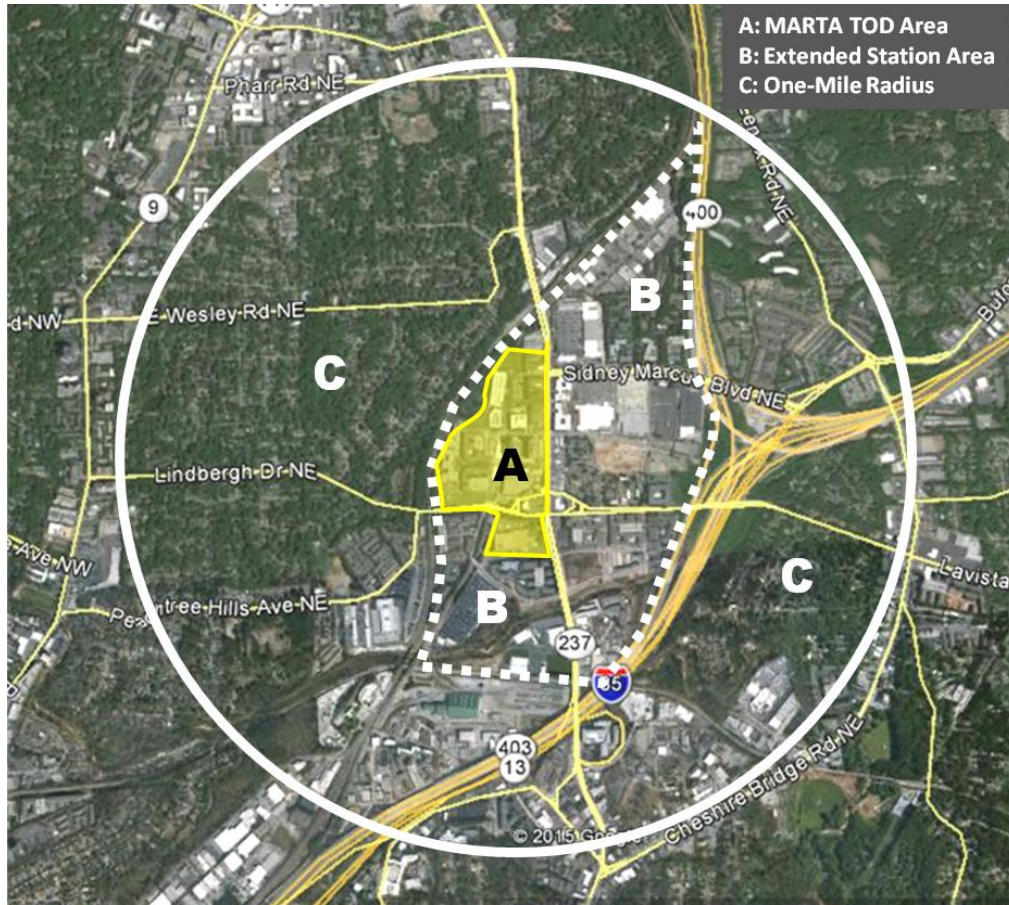 A: MARTA TOD Area
B: Extended Station Area
C: One-Mile Radius
Pharr Rd NE
9
400
B
E Wesley Rd NE
d NW
C
Sidney Marcus Blvd NE
A
Lindbergh Dr NE
C
Lavista
e Ave NW
tree Hills Ave NE
B
237
85
403
13
© 2015 Google
Cheshire Bridge Rd NE